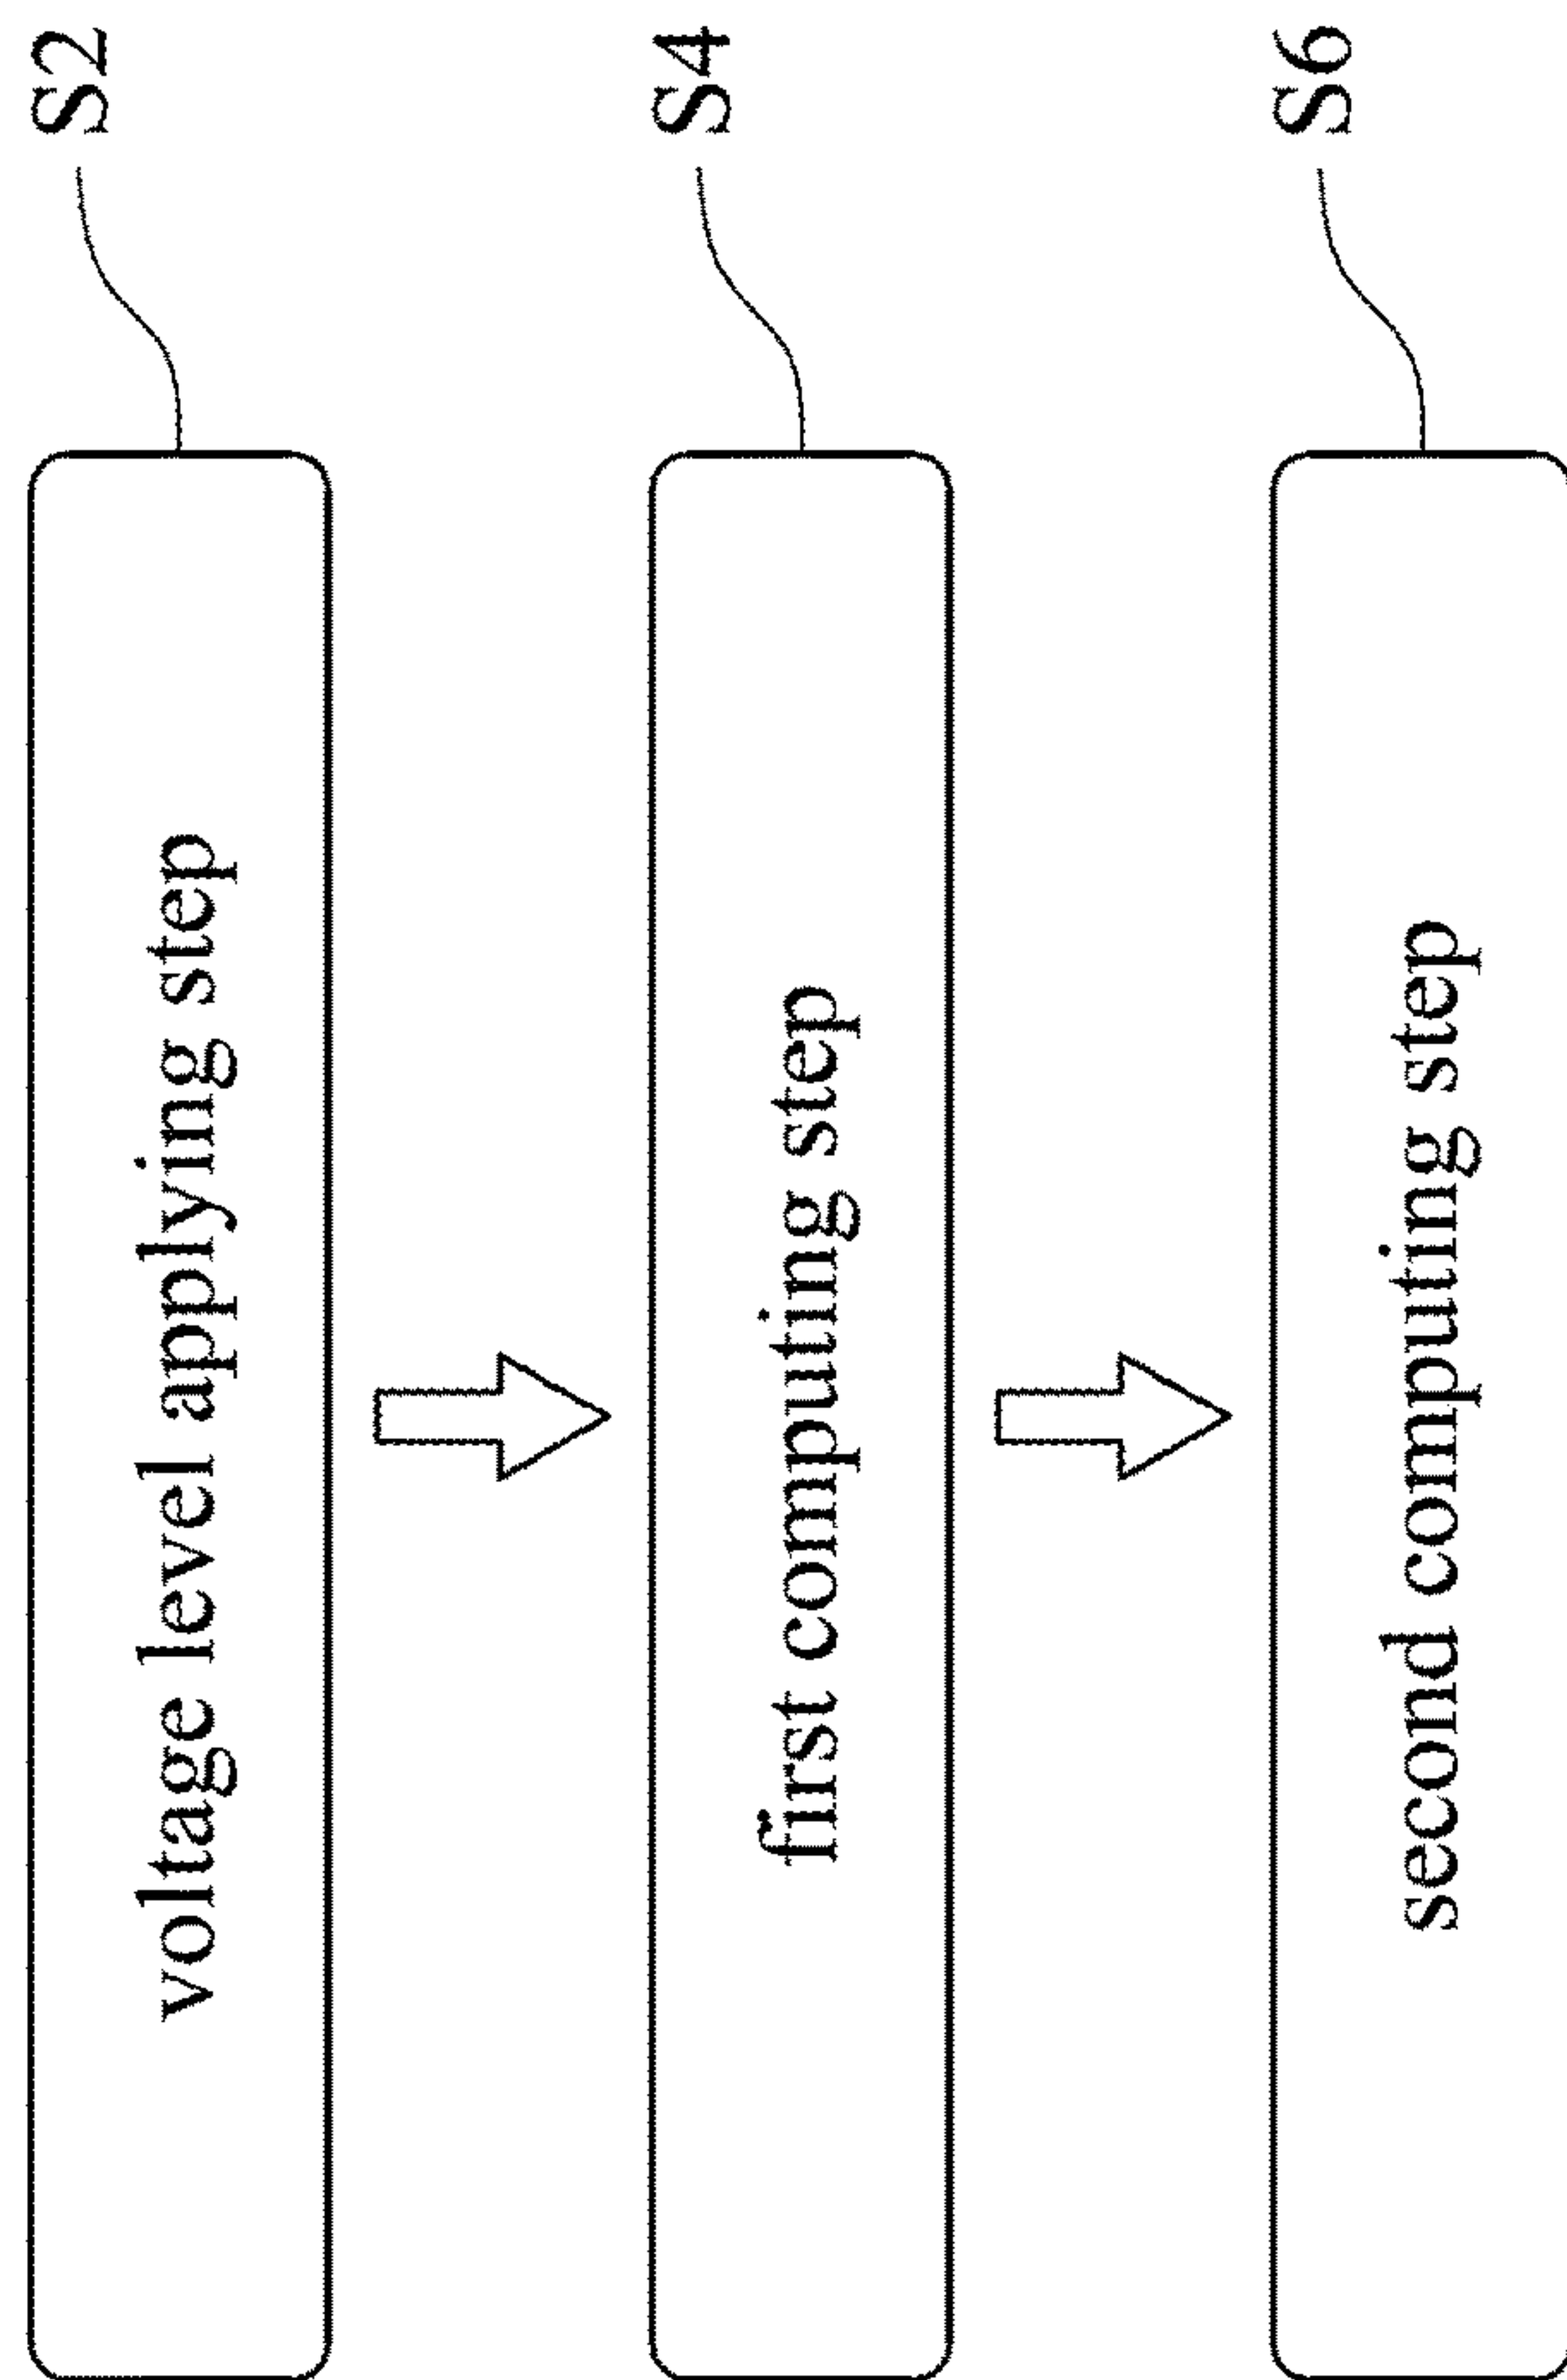 voltage level applying step
S2
first computing step
S4
second computing step
S6